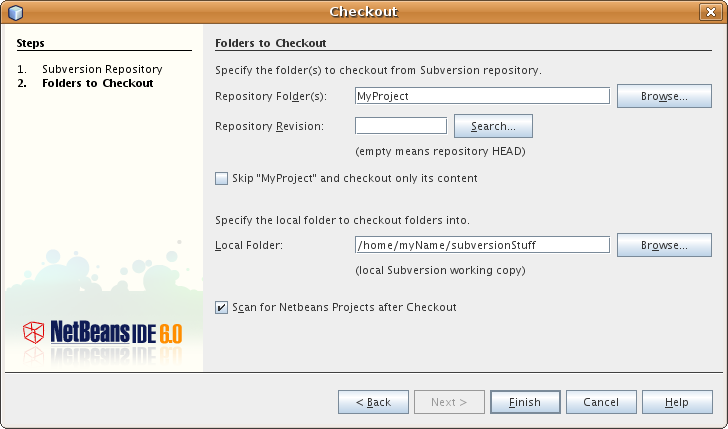 Checkout
Steps
1. Subversion Repository
2. Folders to Checkout
Folders to Checkout
Specify the folder(s) to checkout from Subversion repository.
Repository Folder(s): MyProject Browse...
Repository Revision: Search...
(empty means repository HEAD)
Skip "MyProject" and checkout only its content
Specify the local folder to checkout folders into.
Local Folder: /home/myName/subversionStuff Browse...
(local Subversion working copy)
Scan for Netbeans Projects after Checkout
NetBeans IDE 6.0
< Back Next > Finish Cancel Help